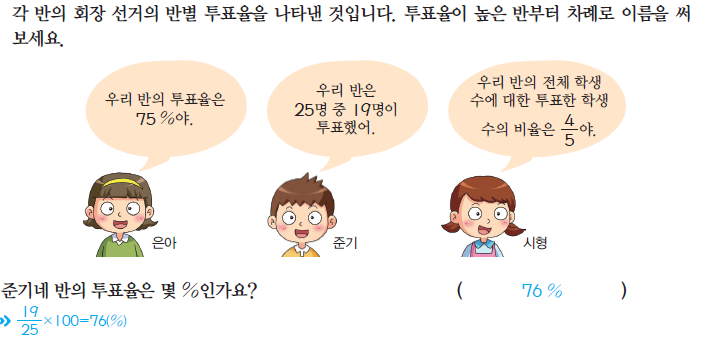 각 반의 회장 선거의 반별 투표율을 나타낸 것입니다. 투표율이 높은 반부터 차례로 이름을 써
보세요.
우리 반의 투표율은
75 %야.
우리 반은
25명 중 19명이
투표했어.
우리 반의 전체 학생
수에 대한 투표한 학생
수의 비율은 4/5야.
은아
준기
시형
준기네 반의 투표율은 몇 %인가요? ( 76 % )
» 19/25×100=76(%)